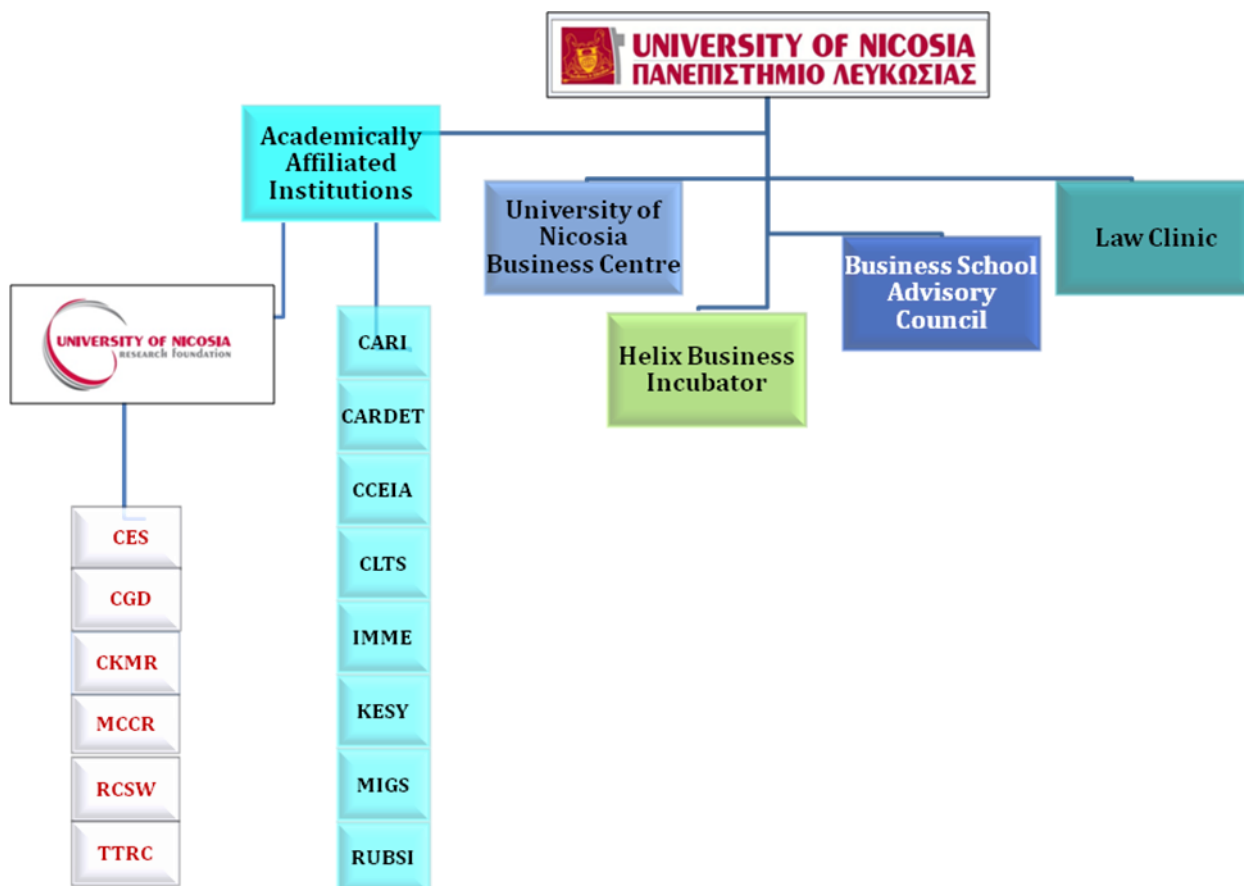 UNIVERSITY OF NICOSIA
ΠΑΝΕΠΙΣΤΗΜΙΟ ΛΕΥΚΩΣΙΑΣ
Academically
Affiliated
Institutions
University of
Nicosia
Business Centre
Law Clinic
Business School
Advisory
Council
Helix Business
Incubator
UNIVERSITY OF NICOSIA
RESEARCH FOUNDATION
CARI
CARDET
CCEIA
CLTS
IMME
KESY
MIGS
RUBSI
CES
CGD
CKMR
MCCR
RCSW
TTRC